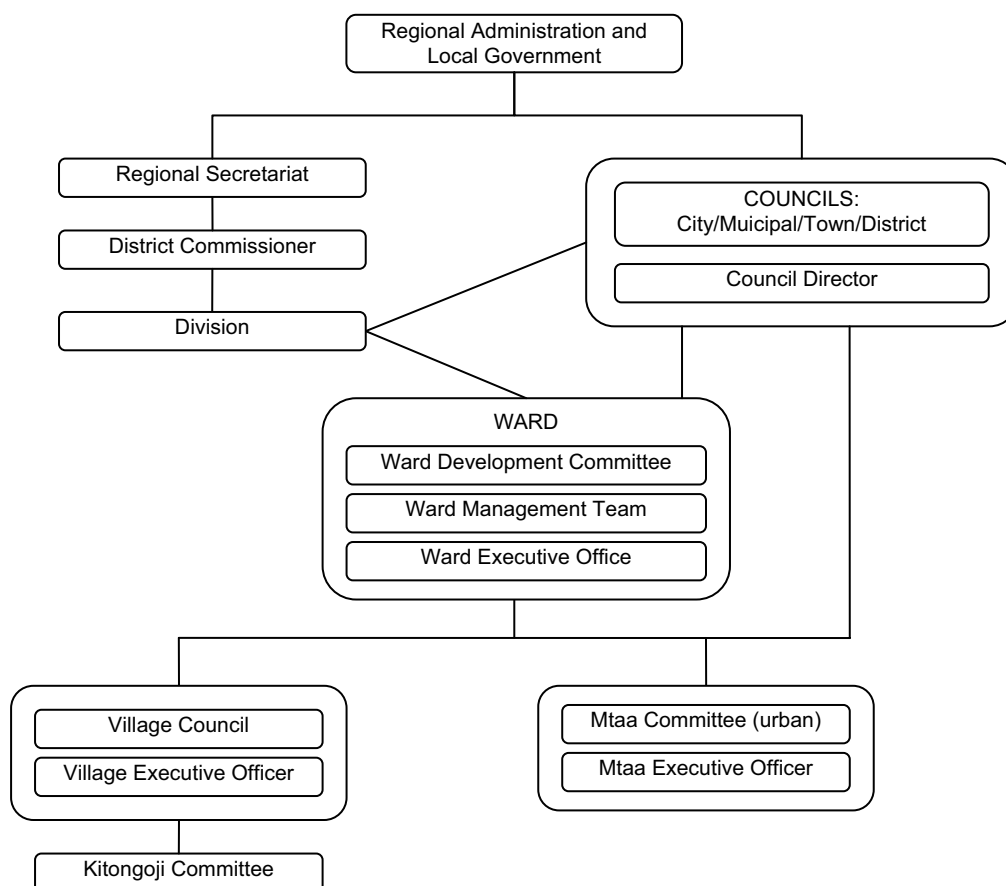 Regional Administration and
Local Government
Regional Secretariat
COUNCILS:
City/Muicipal/Town/District
District Commissioner
Council Director
Division
WARD
Ward Development Committee
Ward Management Team
Ward Executive Office
Village Council
Mtaa Committee (urban)
Village Executive Officer
Mtaa Executive Officer
Kitongoji Committee